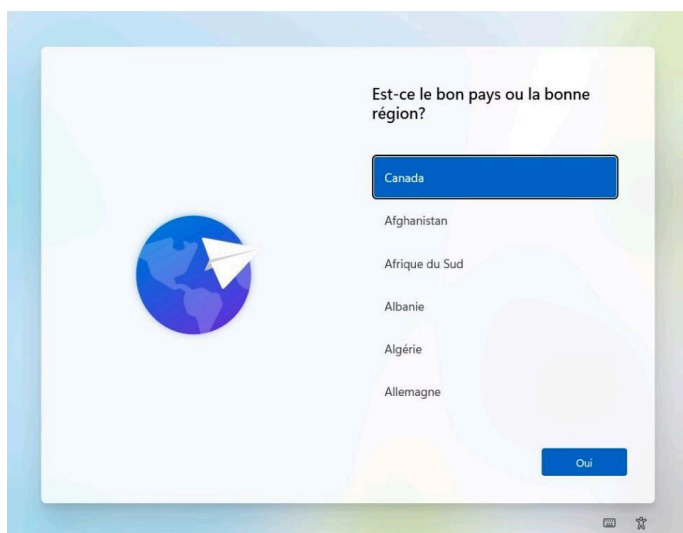 Est-ce le bon pays ou la bonne
région?
Canada
Afghanistan
Afrique du Sud
Albanie
Algérie
Allemagne
Oui